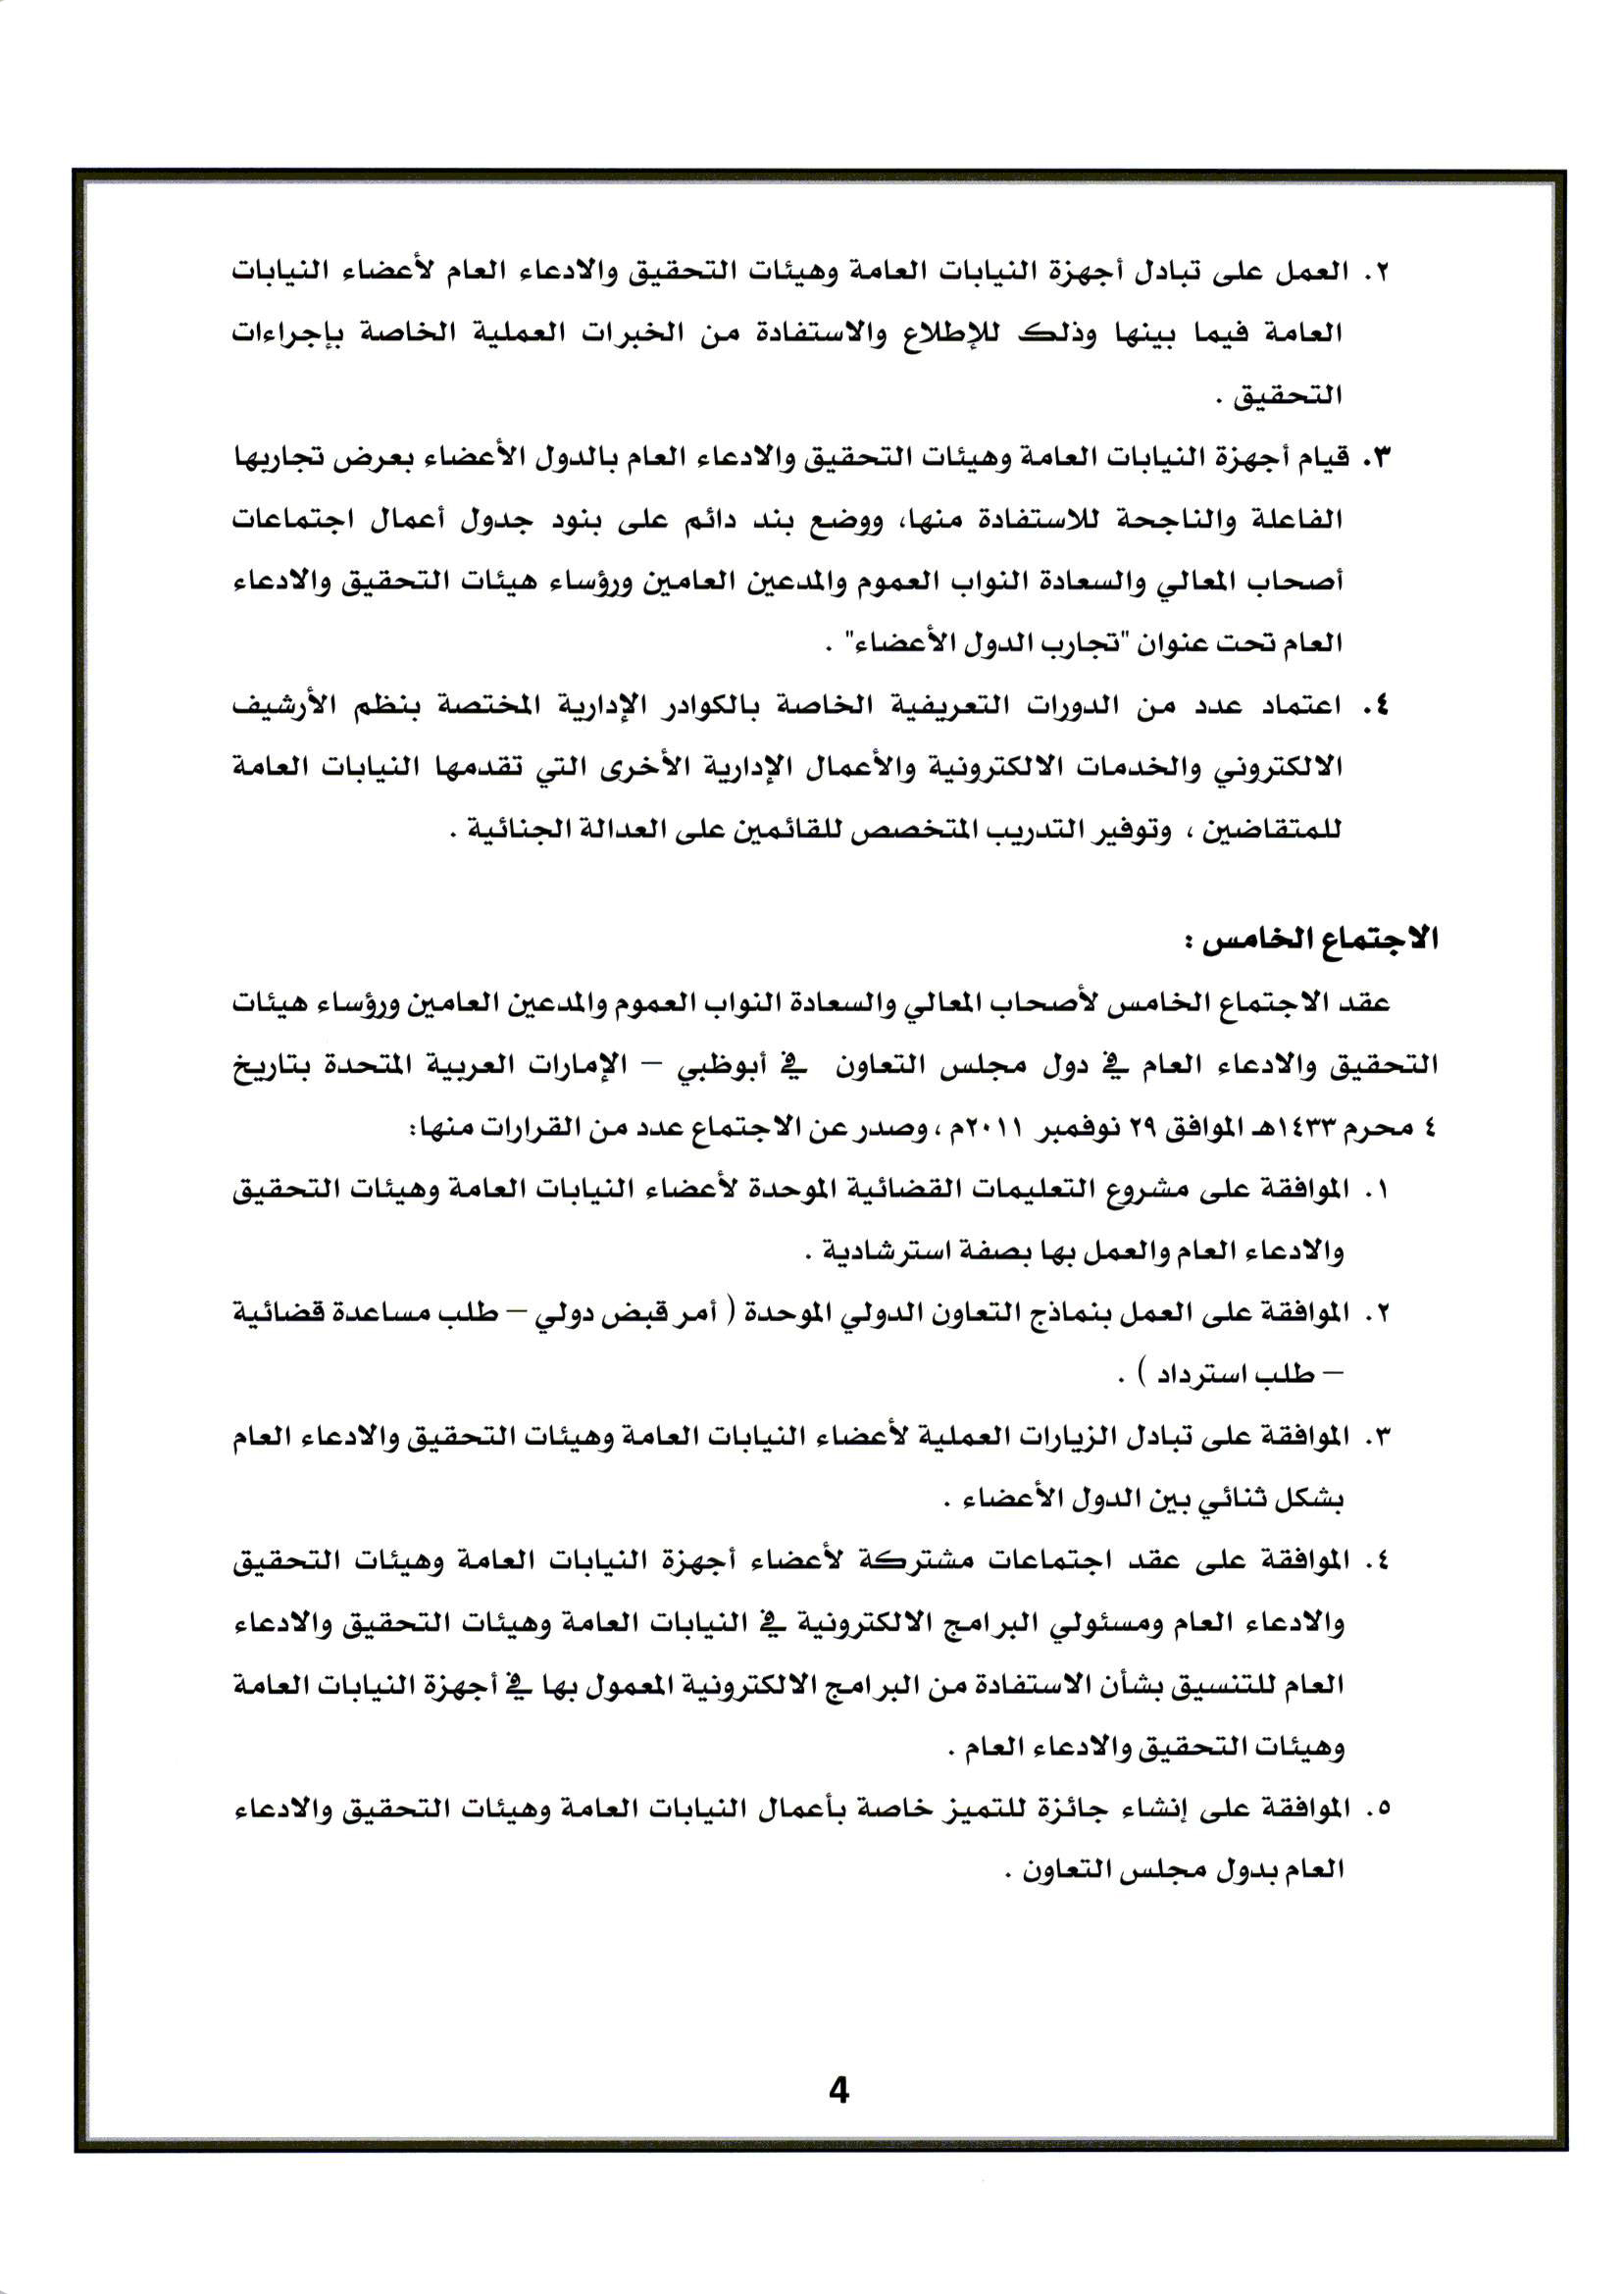 ٢. العمل على تبادل أجهزة النيابات العامة وهيئات التحقيق والادعاء العام لأعضاء النيابات
العامة فيما بينها وذلك للإطلاع والاستفادة من الخبرات العملية الخاصة بإجراءات
التحقيق .
٣. قيام أجهزة النيابات العامة وهيئات التحقيق والادعاء العام بالدول الأعضاء بعرض تجاربها
الفاعلة والناجحة للاستفادة منها، ووضع بند دائم على بنود جدول أعمال اجتماعات
أصحاب المعالي والسعادة النواب العموم والمدعين العامين ورؤساء هيئات التحقيق والادعاء
العام تحت عنوان "تجارب الدول الأعضاء" .
٤. اعتماد عدد من الدورات التعريفية الخاصة بالكوادر الإدارية المختصة بنظم الأرشيف
الالكتروني والخدمات الالكترونية والأعمال الإدارية الأخرى التي تقدمها النيابات العامة
للمتقاضين ، وتوفير التدريب المتخصص للقائمين على العدالة الجنائية .
الاجتماع الخامس :
عقد الاجتماع الخامس لأصحاب المعالي والسعادة النواب العموم والمدعين العامين ورؤساء هيئات
التحقيق والادعاء العام في دول مجلس التعاون في أبوظبي – الإمارات العربية المتحدة بتاريخ
٤ محرم ١٤٣٣هـ الموافق ٢٩ نوفمبر ٢٠١١م ، وصدر عن الاجتماع عدد من القرارات منها:
١. الموافقة على مشروع التعليمات القضائية الموحدة لأعضاء النيابات العامة وهيئات التحقيق
والادعاء العام والعمل بها بصفة استرشادية .
٢. الموافقة على العمل بنماذج التعاون الدولي الموحدة ( أمر قبض دولي – طلب مساعدة قضائية
– طلب استرداد ) .
٣. الموافقة على تبادل الزيارات العملية لأعضاء النيابات العامة وهيئات التحقيق والادعاء العام
بشكل ثنائي بين الدول الأعضاء .
٤. الموافقة على عقد اجتماعات مشتركة لأعضاء أجهزة النيابات العامة وهيئات التحقيق
والادعاء العام ومسئولي البرامج الالكترونية في النيابات العامة وهيئات التحقيق والادعاء
العام للتنسيق بشأن الاستفادة من البرامج الالكترونية المعمول بها في أجهزة النيابات العامة
وهيئات التحقيق والادعاء العام .
٥. الموافقة على إنشاء جائزة للتميز خاصة بأعمال النيابات العامة وهيئات التحقيق والادعاء
العام بدول مجلس التعاون .
4